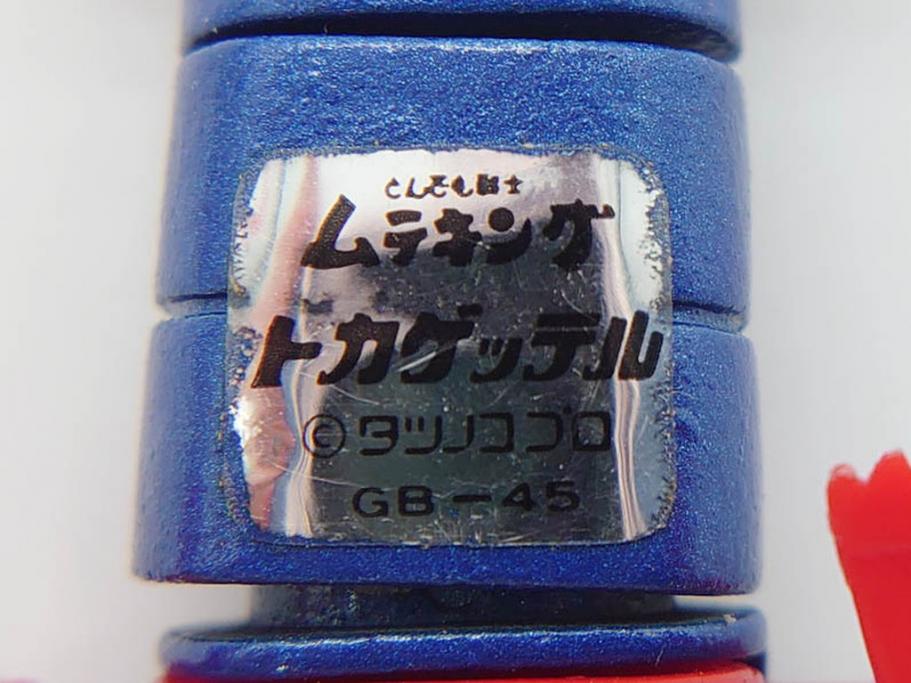 とんでも戦士
ムテキング
トカゲッテル
©タツノコプロ
GB-45